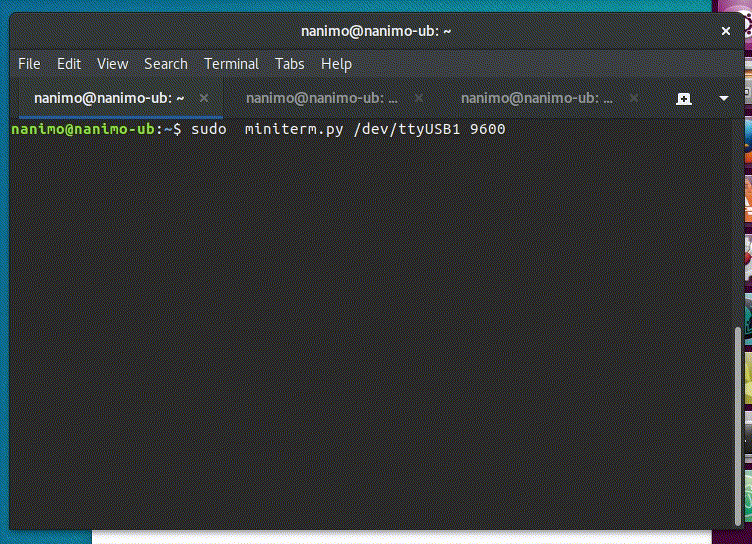 nanimo@nanimo-ub: ~
File Edit View Search Terminal Tabs Help
nanimo@nanimo-ub: ~ nanimo@nanimo-ub: ... nanimo@nanimo-ub: ...
nanimo@nanimo-ub:~$ sudo  miniterm.py /dev/ttyUSB1 9600